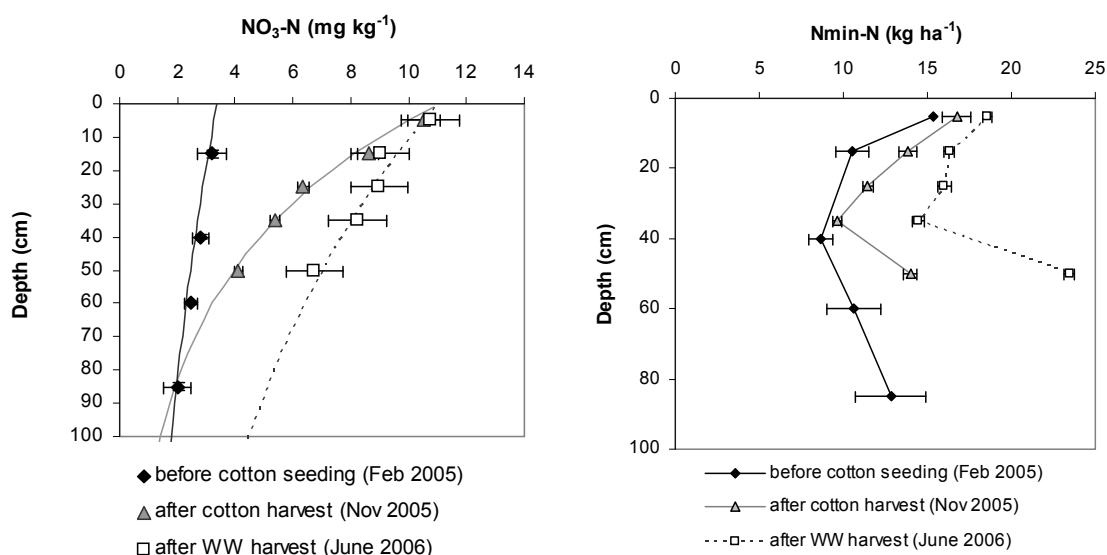 NO₃-N (mg kg⁻¹)
0 2 4 6 8 10 12 14
0
10
20
30
40
50
60
70
80
90
100
Depth (cm)
before cotton seeding (Feb 2005)
after cotton harvest (Nov 2005)
after WW harvest (June 2006)
Nmin-N (kg ha⁻¹)
0 5 10 15 20 25
0
20
40
60
80
100
Depth (cm)
before cotton seeding (Feb 2005)
after cotton harvest (Nov 2005)
after WW harvest (June 2006)